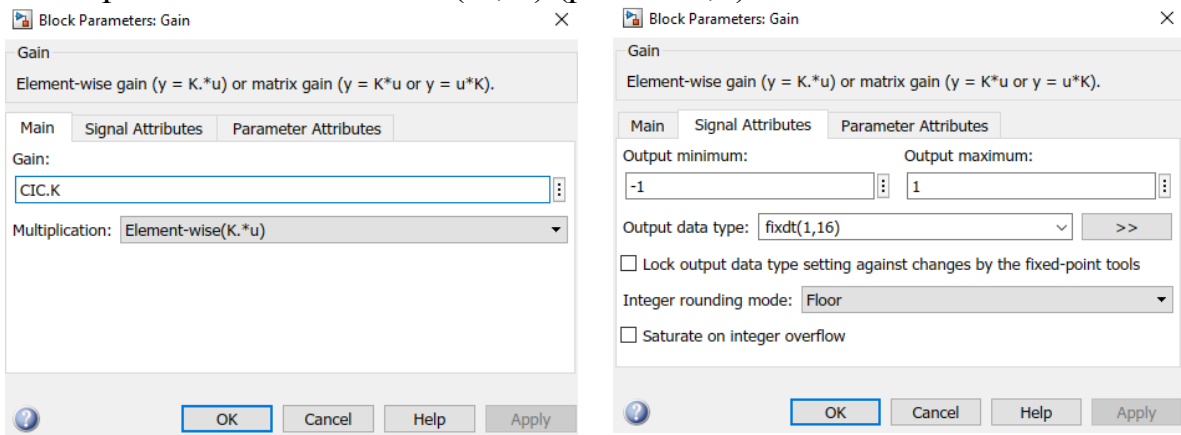 Block Parameters: Gain
Gain
Element-wise gain (y = K.*u) or matrix gain (y = K*u or y = u*K).
Main Signal Attributes Parameter Attributes
Gain:
CIC.K
Multiplication: Element-wise(K.*u)
OK Cancel Help Apply
Block Parameters: Gain
Gain
Element-wise gain (y = K.*u) or matrix gain (y = K*u or y = u*K).
Main Signal Attributes Parameter Attributes
Output minimum: Output maximum:
-1 1
Output data type: fixdt(1,16) >>
Lock output data type setting against changes by the fixed-point tools
Integer rounding mode: Floor
Saturate on integer overflow
OK Cancel Help Apply